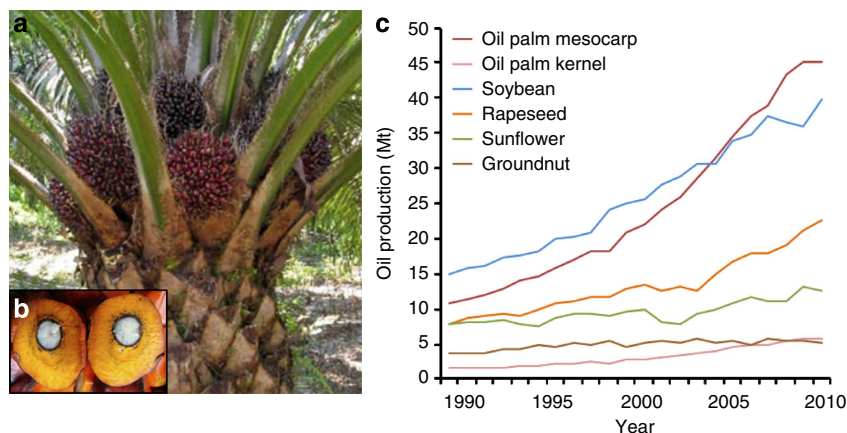 a
b
c
Oil production (Mt)
50
45
40
35
30
25
20
15
10
5
0
Oil palm mesocarp
Oil palm kernel
Soybean
Rapeseed
Sunflower
Groundnut
1990 1995 2000 2005 2010
Year